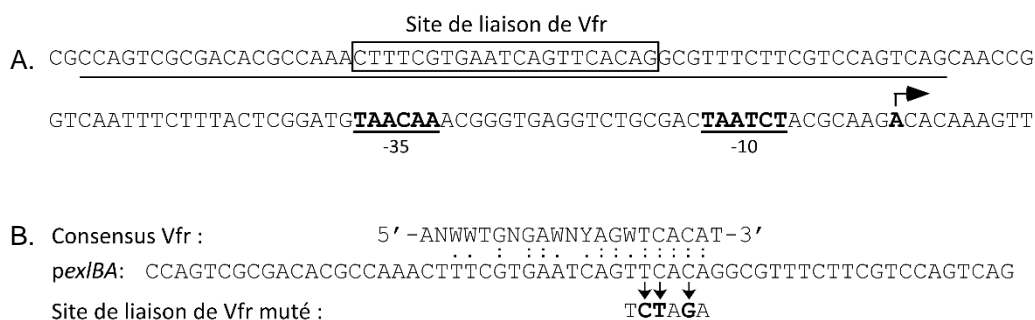 Site de liaison de Vfr
A. CGCCAGTCGCGACACGCCAAACTTTCGTGAATCAGTTCACAGGCGTTTCTTCGTCCAGTCAGCAACCG
GTCAATTTCTTTACTCGGATGTAACAAACGGGTGAGGTCTGCGACTAATCTACGCAAGACACAAAGTT
-35 -10
B. Consensus Vfr : 5’-ANWWTGNGAWNYAGWTCACAT-3’
pexlBA: CCAGTCGCGACACGCCAAACTTTCGTGAATCAGTTCACAGGCGTTTCTTCGTCCAGTCAG
Site de liaison de Vfr muté : TCTAGA